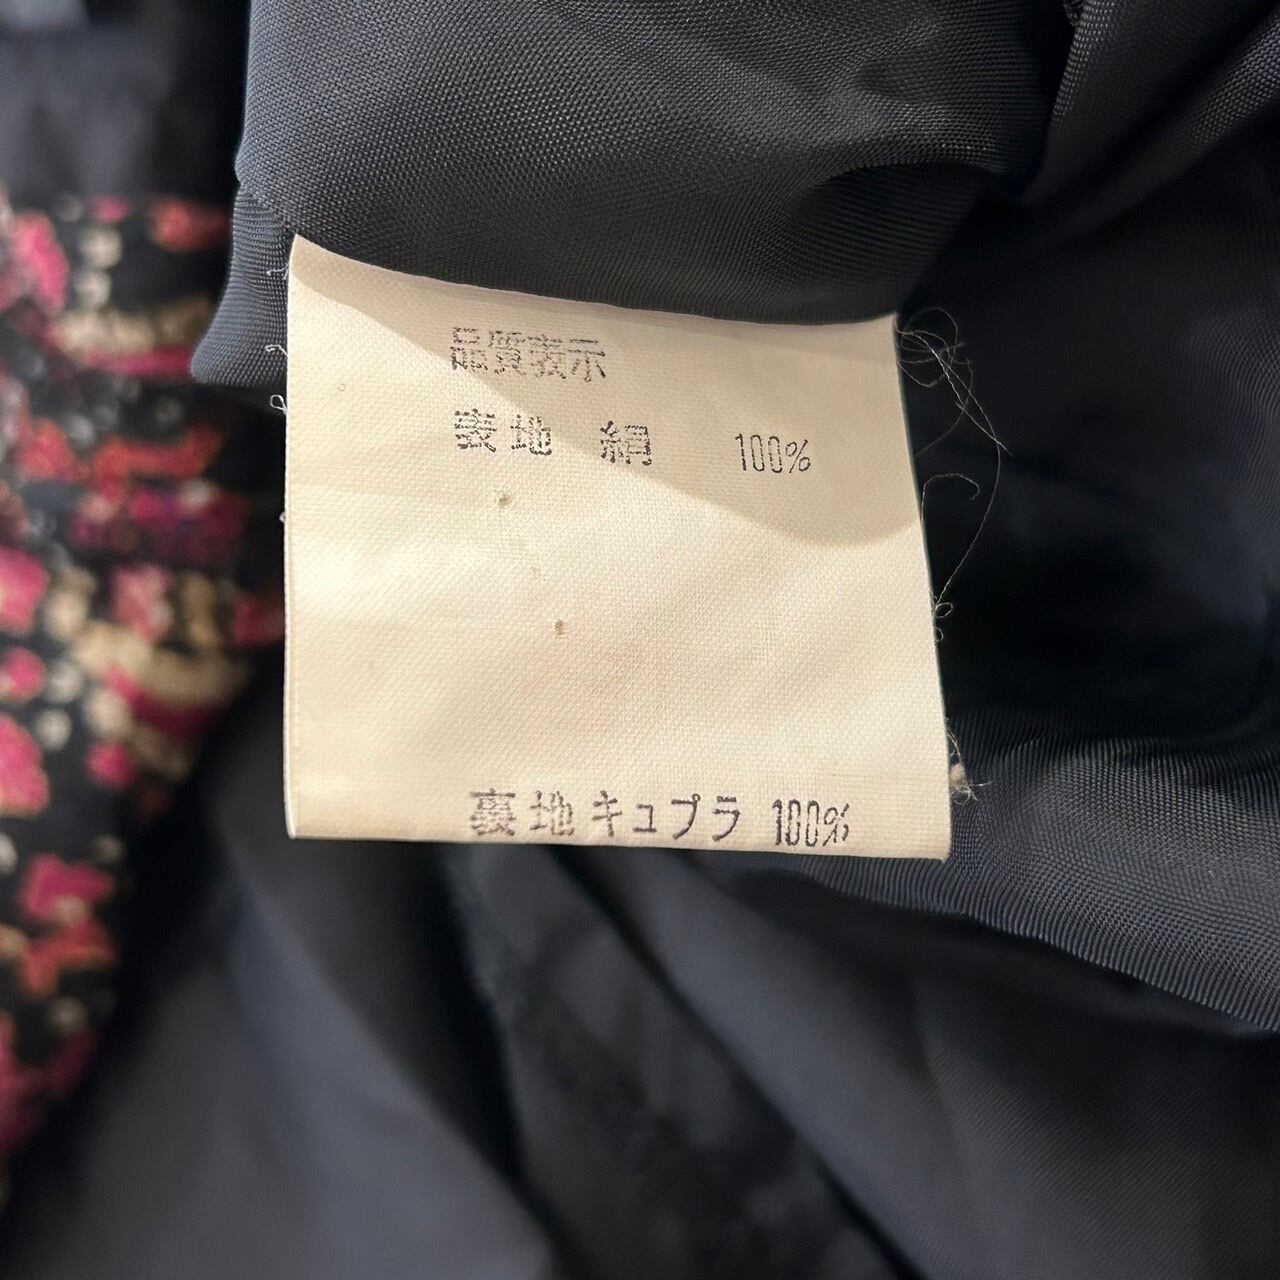 品質表示
表地 絹 100%
裏地 キュプラ 100%